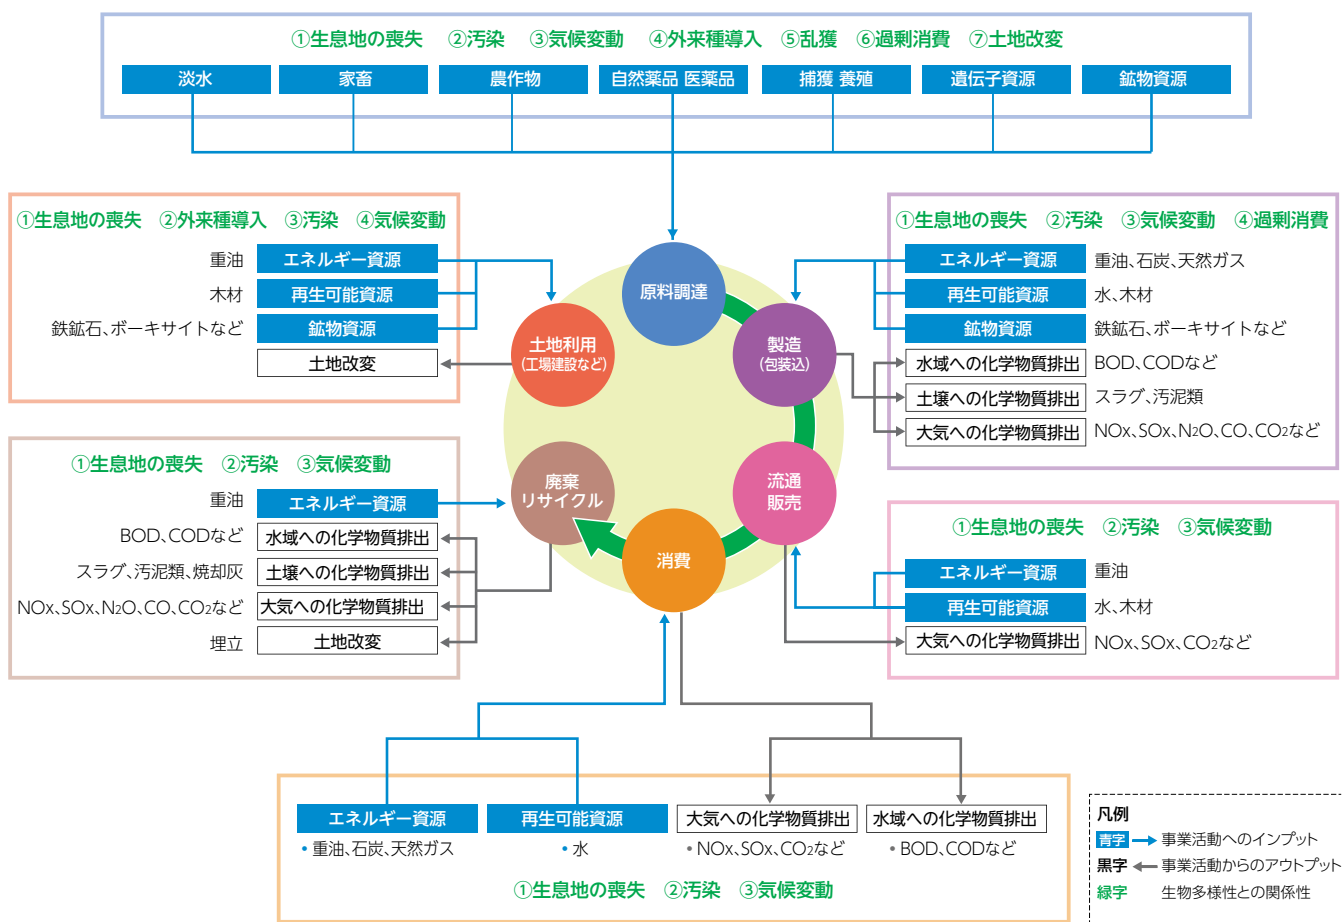 ①生息地の喪失 ②汚染 ③気候変動 ④外来種導入 ⑤乱獲 ⑥過剰消費 ⑦土地改変
淡水 家畜 農作物 自然薬品 医薬品 捕獲 養殖 遺伝子資源 鉱物資源
①生息地の喪失 ②外来種導入 ③汚染 ④気候変動
重油 エネルギー資源
木材 再生可能資源
鉄鉱石、ボーキサイトなど 鉱物資源
土地改変
①生息地の喪失 ②汚染 ③気候変動 ④過剰消費
エネルギー資源 重油、石炭、天然ガス
再生可能資源 水、木材
鉱物資源 鉄鉱石、ボーキサイトなど
水域への化学物質排出 BOD、CODなど
土壌への化学物質排出 スラグ、汚泥類
大気への化学物質排出 NOx、SOx、N2O、CO、CO2など
原料調達
土地利用
(工場建設など)
製造
(包装込)
廃棄
リサイクル
流通
販売
消費
①生息地の喪失 ②汚染 ③気候変動
重油 エネルギー資源
BOD、CODなど 水域への化学物質排出
スラグ、汚泥類、焼却灰 土壌への化学物質排出
NOx、SOx、N2O、CO、CO2など 大気への化学物質排出
埋立 土地改変
①生息地の喪失 ②汚染 ③気候変動
エネルギー資源 重油
再生可能資源 水、木材
大気への化学物質排出 NOx、SOx、CO2など
エネルギー資源 再生可能資源 大気への化学物質排出 水域への化学物質排出
•重油、石炭、天然ガス •水 •NOx、SOx、CO2など •BOD、CODなど
①生息地の喪失 ②汚染 ③気候変動
凡例
青字 事業活動へのインプット
黒字 事業活動からのアウトプット
緑字 生物多様性との関係性